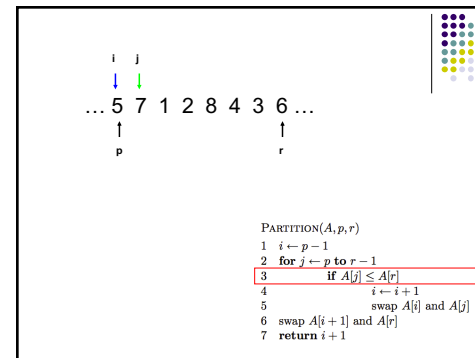 i j
… 5 7 1 2 8 4 3 6 …
p r
PARTITION(A, p, r)
1 i ← p − 1
2 for j ← p to r − 1
3 if A[j] ≤ A[r]
4 i ← i + 1
5 swap A[i] and A[j]
6 swap A[i + 1] and A[r]
7 return i + 1